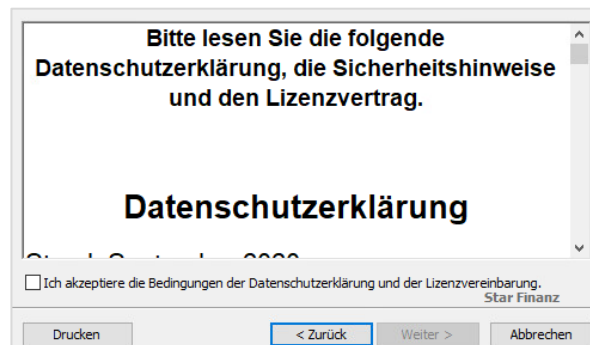 Bitte lesen Sie die folgende
Datenschutzerklärung, die Sicherheitshinweise
und den Lizenzvertrag.
Datenschutzerklärung
Ich akzeptiere die Bedingungen der Datenschutzerklärung und der Lizenzvereinbarung.
Star Finanz
Drucken
< Zurück
Weiter >
Abbrechen